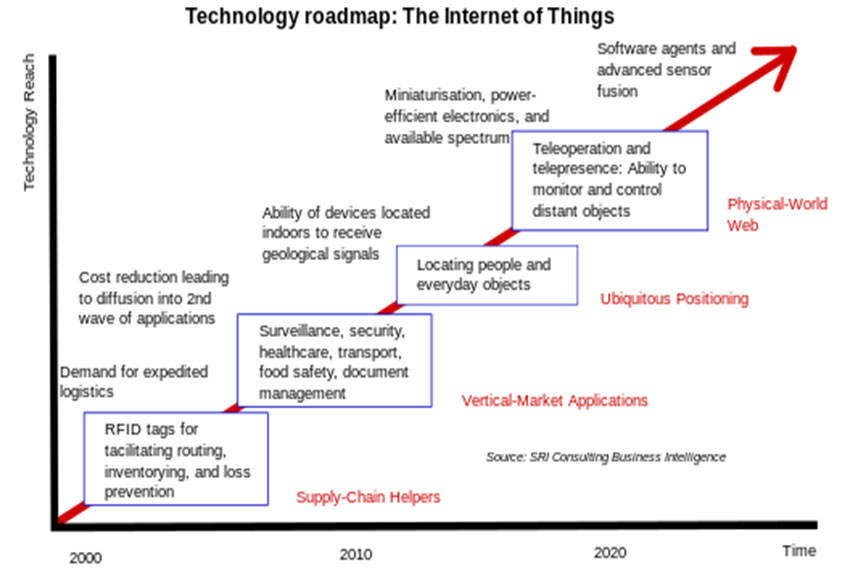 Technology roadmap: The Internet of Things
Technology Reach
Software agents and
advanced sensor
fusion
Miniaturisation, power-
efficient electronics, and
available spectrum
Teleoperation and
telepresence: Ability to
monitor and control
distant objects
Physical-World
Web
Ability of devices located
indoors to receive
geological signals
Locating people and
everyday objects
Ubiquitous Positioning
Cost reduction leading
to diffusion into 2nd
wave of applications
Surveillance, security,
healthcare, transport,
food safety, document
management
Vertical-Market Applications
Demand for expedited
logistics
RFID tags for
tacilitating routing,
inventorying, and loss
prevention
Supply-Chain Helpers
Source: SRI Consulting Business Intelligence
2000
2010
2020
Time